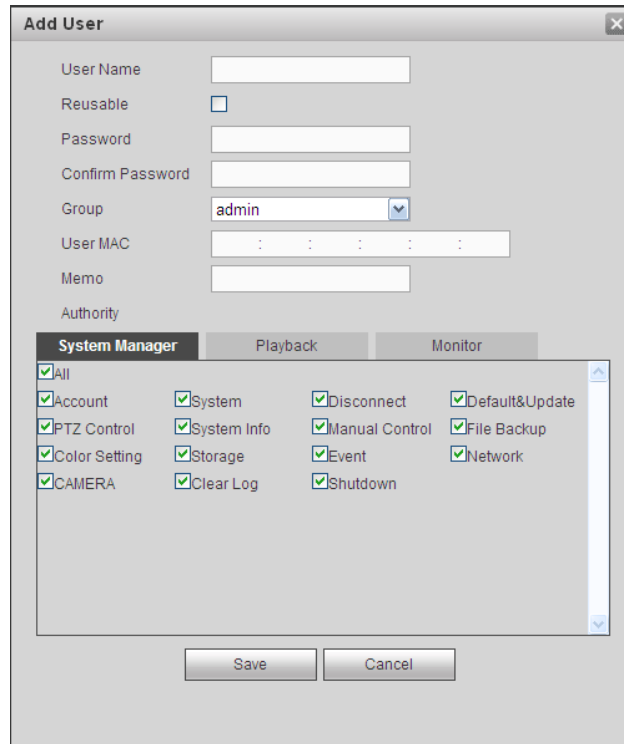 Add User
User Name
Reusable
Password
Confirm Password
Group admin
User MAC : : : : :
Memo
Authority
System Manager Playback Monitor
All
Account System Disconnect Default&Update
PTZ Control System Info Manual Control File Backup
Color Setting Storage Event Network
CAMERA Clear Log Shutdown
Save Cancel